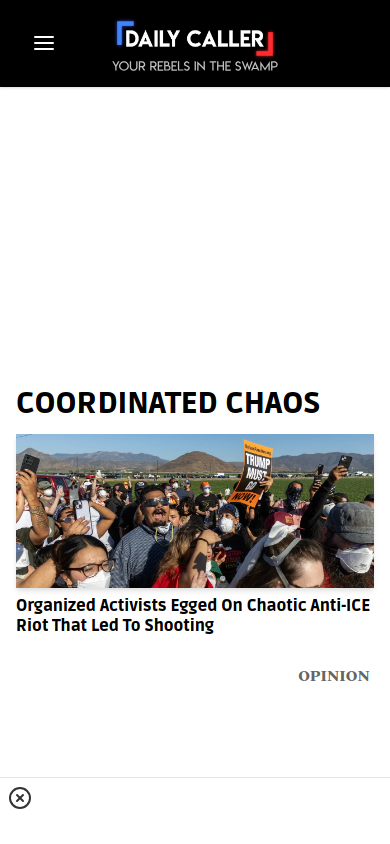 DAILY CALLER
YOUR REBELS IN THE SWAMP
COORDINATED CHAOS
TRUMP
MUST
NOW!
Organized Activists Egged On Chaotic Anti-ICE
Riot That Led To Shooting
OPINION